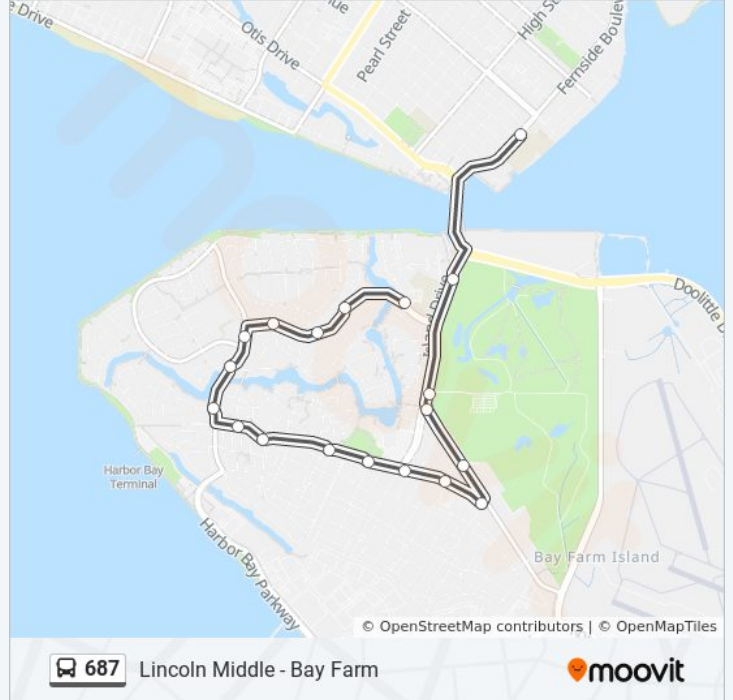 e Drive
Otis Drive
Pearl Street
High St
Fernside Boulev
Doolittle D
Island Drive
Harbor Bay
Terminal
Harbor Bay Parkway
Bay Farm Island
© OpenStreetMap contributors | © OpenMapTiles
687 Lincoln Middle - Bay Farm
moovit